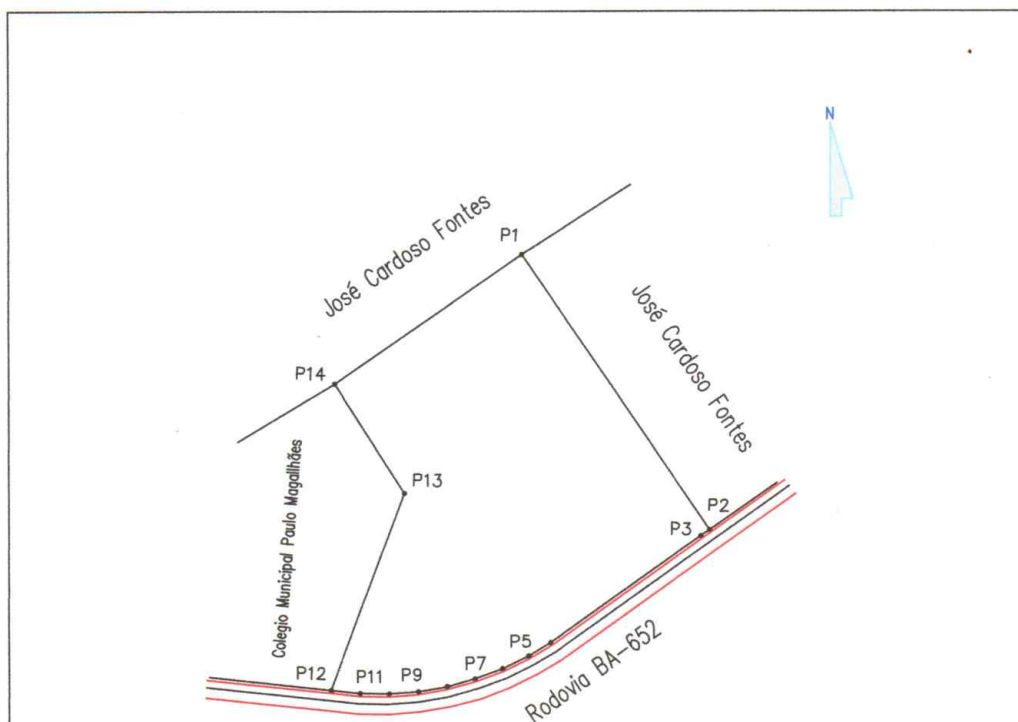 N
José Cardoso Fontes
P1
José Cardoso Fontes
P14
P13
Colegio Municipal Paulo Magallhães
P2
P3
P5
P7
P9
P11
P12
Rodovia BA-652